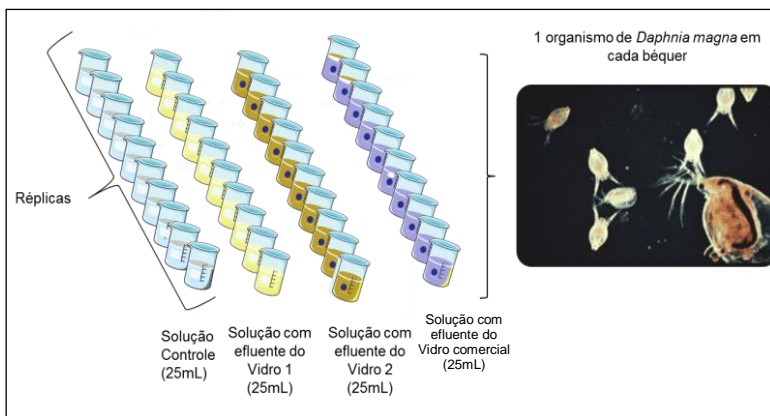 1 organismo de Daphnia magna em
cada béquer
Réplicas
Solução
Controle
(25mL)
Solução com
efluente do
Vidro 1
(25mL)
Solução com
efluente do
Vidro 2
(25mL)
Solução com
efluente do
Vidro comercial
(25mL)